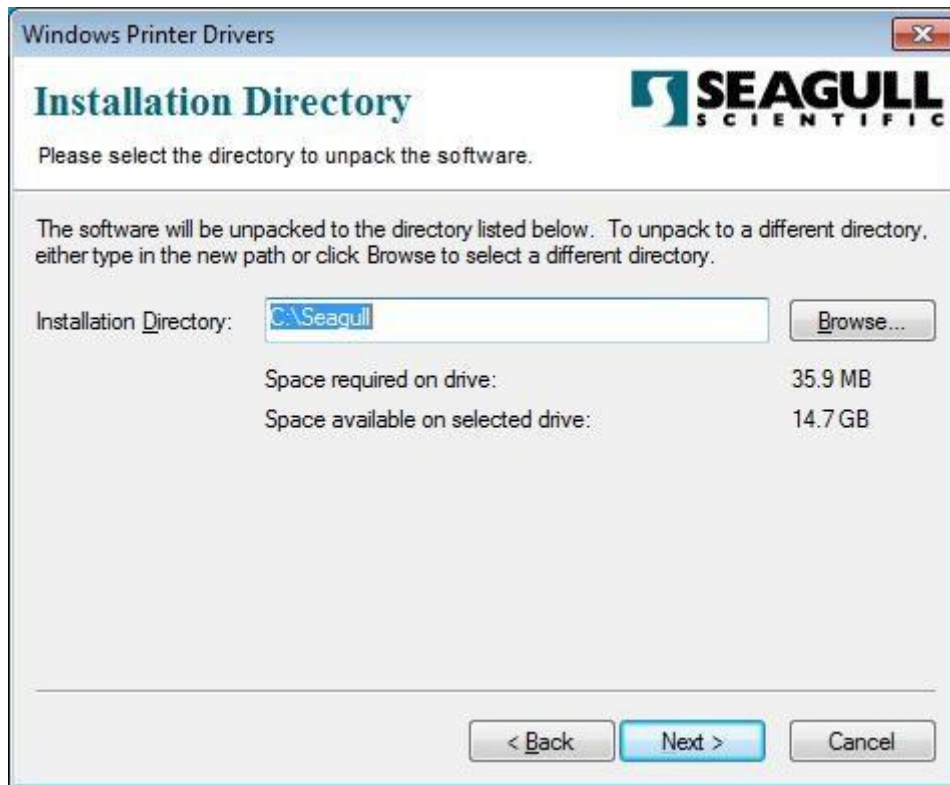 Windows Printer Drivers
Installation Directory
SEAGULL
SCIENTIFIC
Please select the directory to unpack the software.
The software will be unpacked to the directory listed below.  To unpack to a different directory,
either type in the new path or click Browse to select a different directory.
Installation Directory: C:\Seagull Browse...
Space required on drive: 35.9 MB
Space available on selected drive: 14.7 GB
< Back Next > Cancel